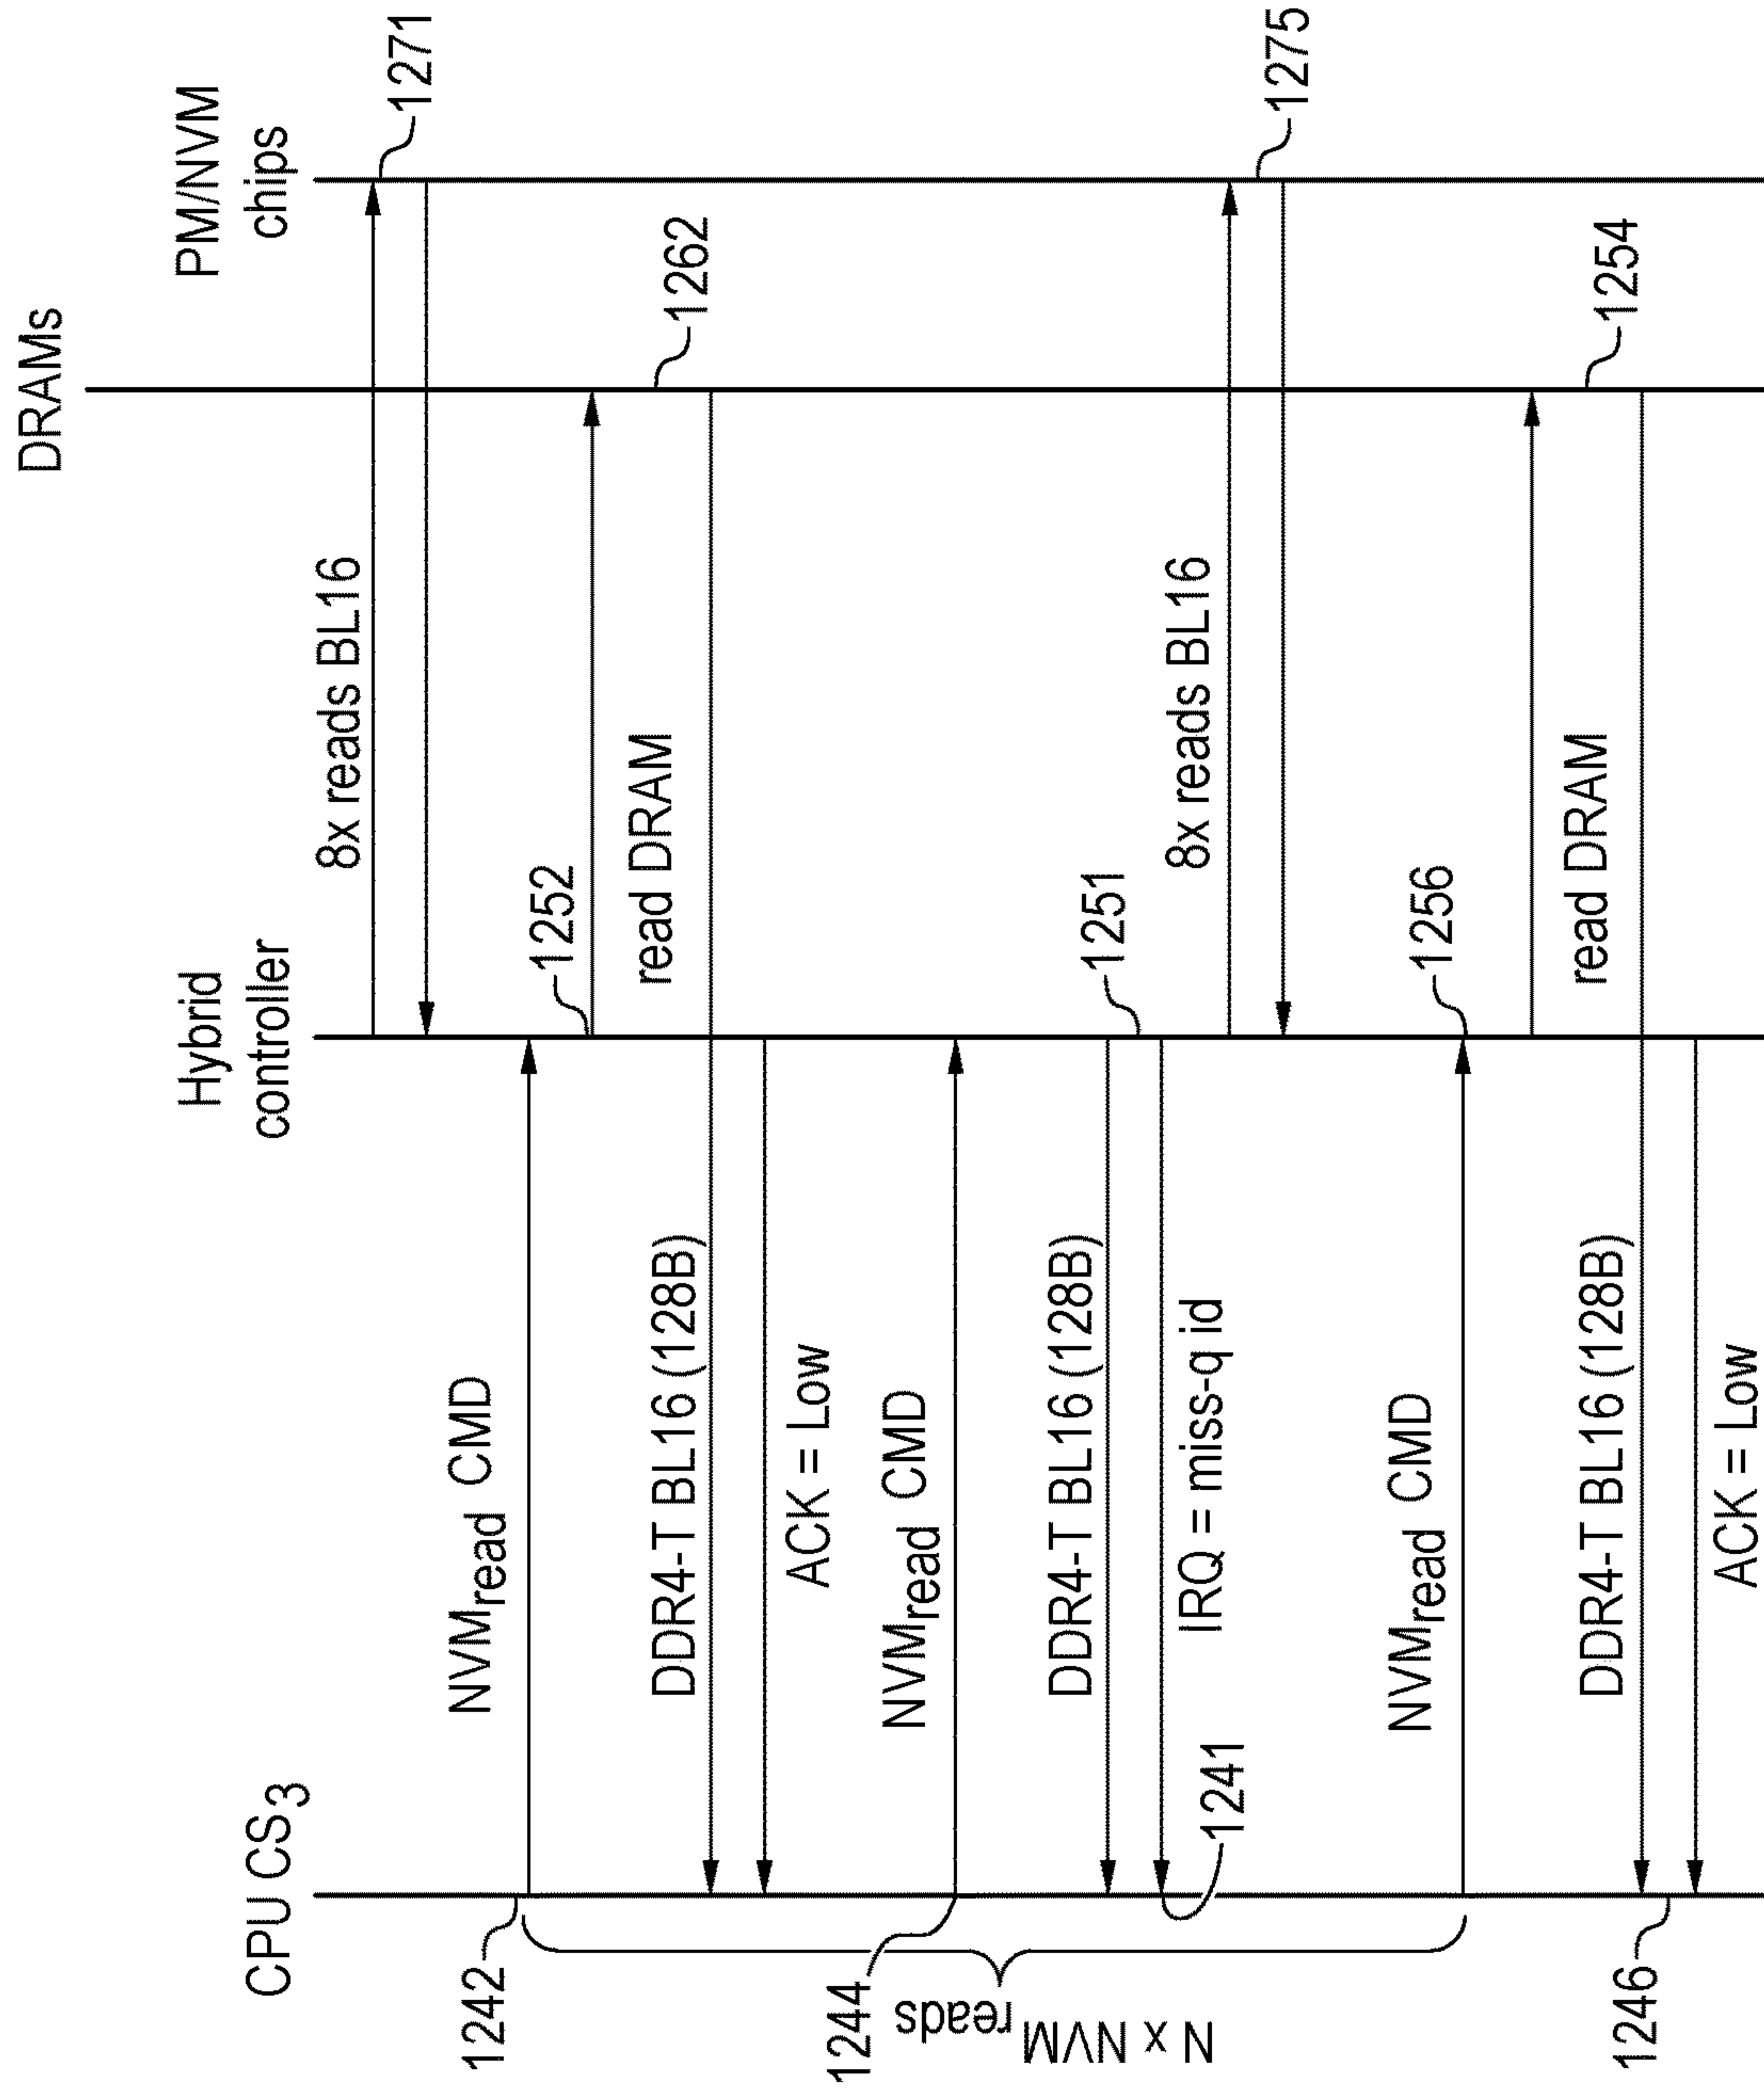 CPU CS3
Hybrid
controller
DRAMs
PM/NVM
chips
8x reads BL16
1271
1242
NVMread CMD
1252
read DRAM
1262
DDR4-T BL16 (128B)
ACK = Low
1244
NVMread CMD
N x NVMreads
reads
DDR4-T BL16 (128B)
1251
IRQ = miss-q id
1241
8x reads BL16
1275
NVMread CMD
1256
read DRAM
1254
DDR4-T BL16 (128B)
1246
ACK = Low